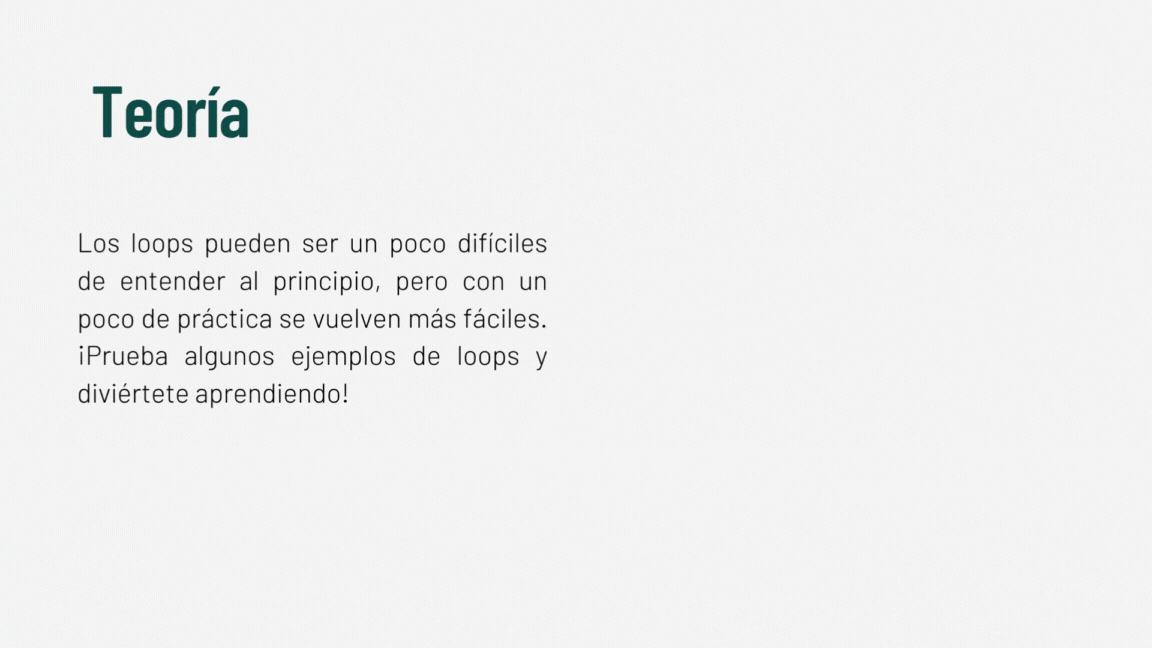 Teoría
Los loops pueden ser un poco difíciles
de entender al principio, pero con un
poco de práctica se vuelven más fáciles.
¡Prueba algunos ejemplos de loops y
diviértete aprendiendo!